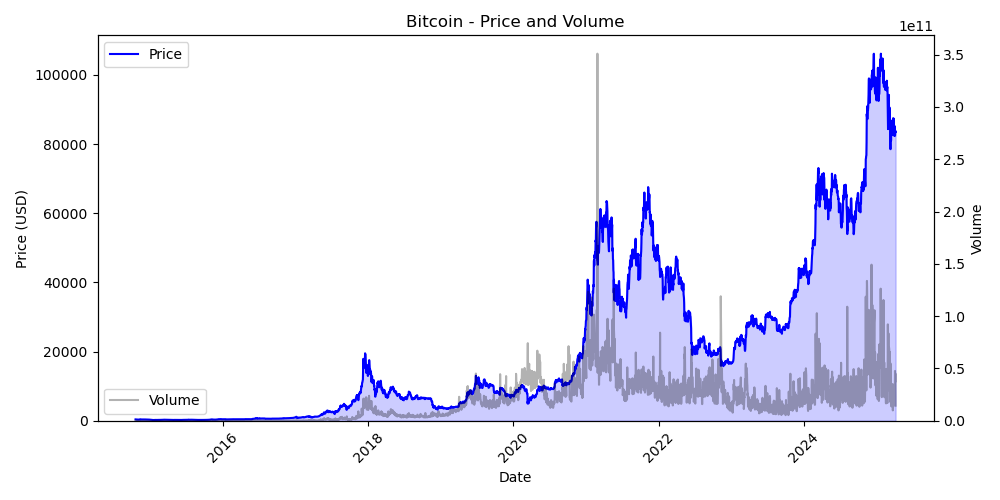 Bitcoin - Price and Volume
1e11
Price
Volume
100000
80000
60000
40000
20000
0
Price (USD)
3.5
3.0
2.5
2.0
1.5
1.0
0.5
0.0
Volume
2016
2018
2020
2022
2024
Date